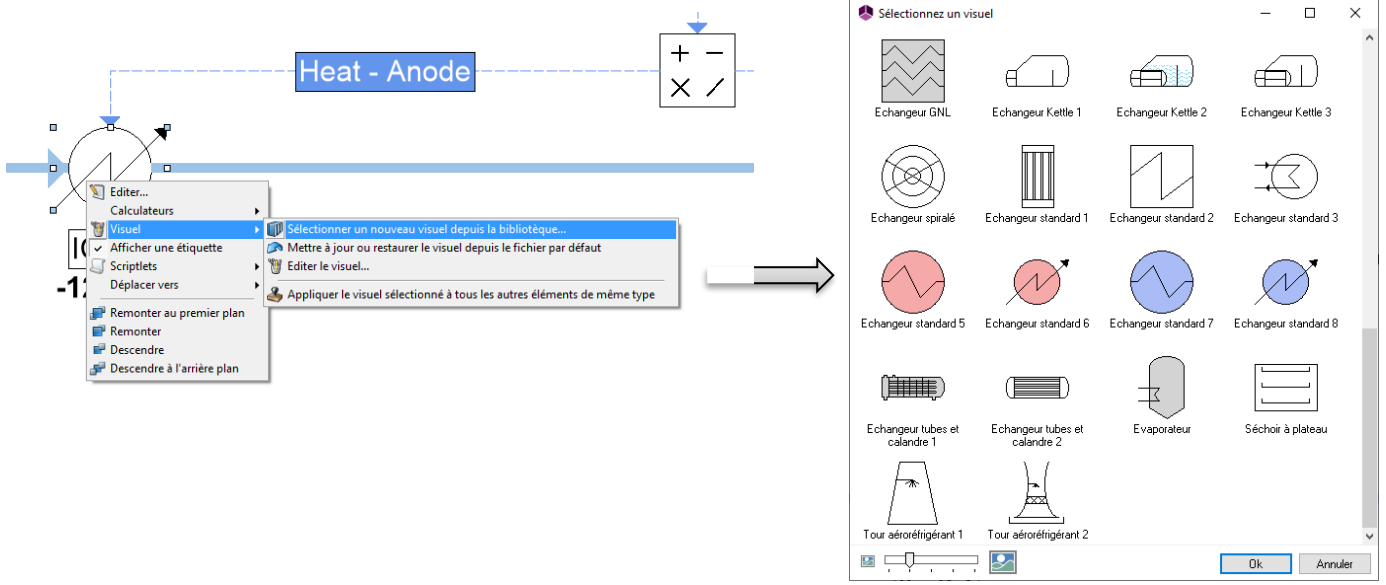 Heat - Anode
Editer...
Calculateurs
Visuel
Afficher une étiquette
Scriptlets
Déplacer vers
Remonter au premier plan
Remonter
Descendre
Descendre à l'arrière plan
Sélectionner un nouveau visuel depuis la bibliotèque...
Mettre à jour ou restaurer le visuel depuis le fichier par défaut
Editer le visuel...
Appliquer le visuel sélectionné à tous les autres éléments de même type
-12
Sélectionnez un visuel
Echangeur GNL
Echangeur Kettle 1
Echangeur Kettle 2
Echangeur Kettle 3
Echangeur spiralé
Echangeur standard 1
Echangeur standard 2
Echangeur standard 3
Echangeur standard 5
Echangeur standard 6
Echangeur standard 7
Echangeur standard 8
Echangeur tubes et
calandre 1
Echangeur tubes et
calandre 2
Evaporateur
Séchoir à plateau
Tour aéroréfrigérant 1
Tour aéroréfrigérant 2
Ok
Annuler